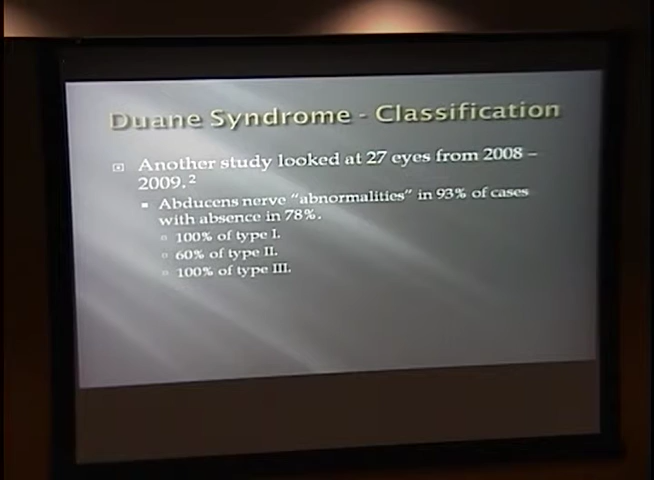 Duane Syndrome - Classification
Another study looked at 27 eyes from 2008 –
2009.²
Abducens nerve “abnormalities” in 93% of cases
with absence in 78%.
100% of type I.
60% of type II.
100% of type III.